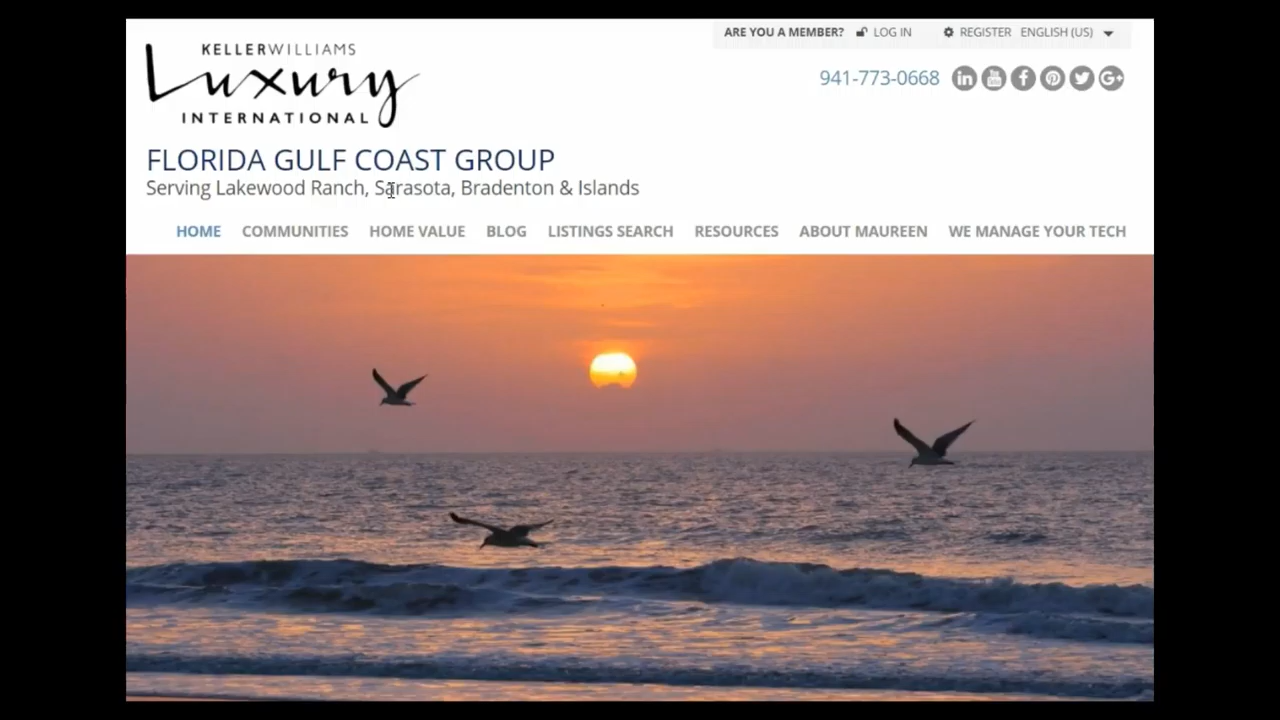 ARE YOU A MEMBER? LOG IN REGISTER ENGLISH (US)
KELLERWILLIAMS
Luxury
INTERNATIONAL
941-773-0668
FLORIDA GULF COAST GROUP
Serving Lakewood Ranch, Sarasota, Bradenton & Islands
HOME COMMUNITIES HOME VALUE BLOG LISTINGS SEARCH RESOURCES ABOUT MAUREEN WE MANAGE YOUR TECH